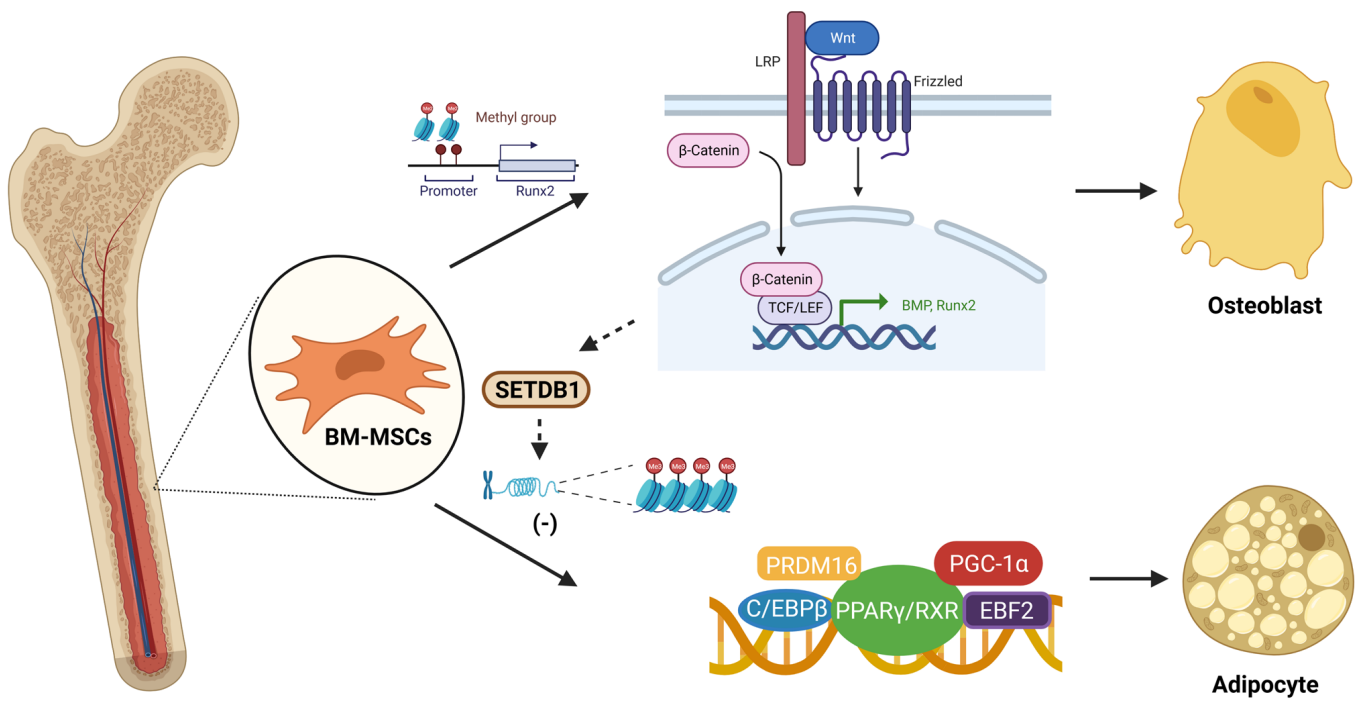 Wnt
LRP
Frizzled
Me3
Me3
Methyl group
Promoter
Runx2
β-Catenin
β-Catenin
TCF/LEF
BMP, Runx2
Osteoblast
BM-MSCs
SETDB1
(-)
Me3
Me3
Me3
Me3
PRDM16
PGC-1α
C/EBPβ
PPARγ/RXR
EBF2
Adipocyte